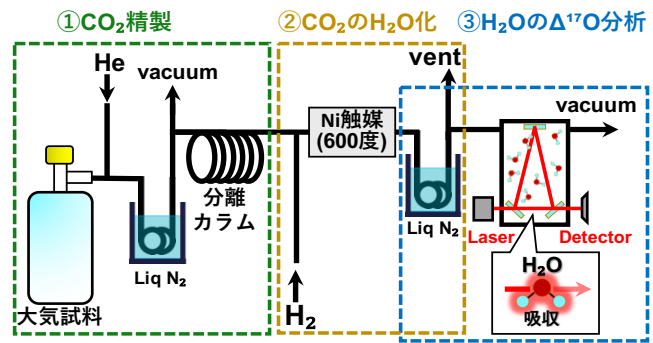 ①CO₂精製
②CO₂のH₂O化
③H₂OのΔ¹⁷O分析
He
vacuum
vent
vacuum
Ni触媒
(600度)
分離
カラム
Liq N₂
Liq N₂
Laser
Detector
H₂O
吸収
大気試料
H₂